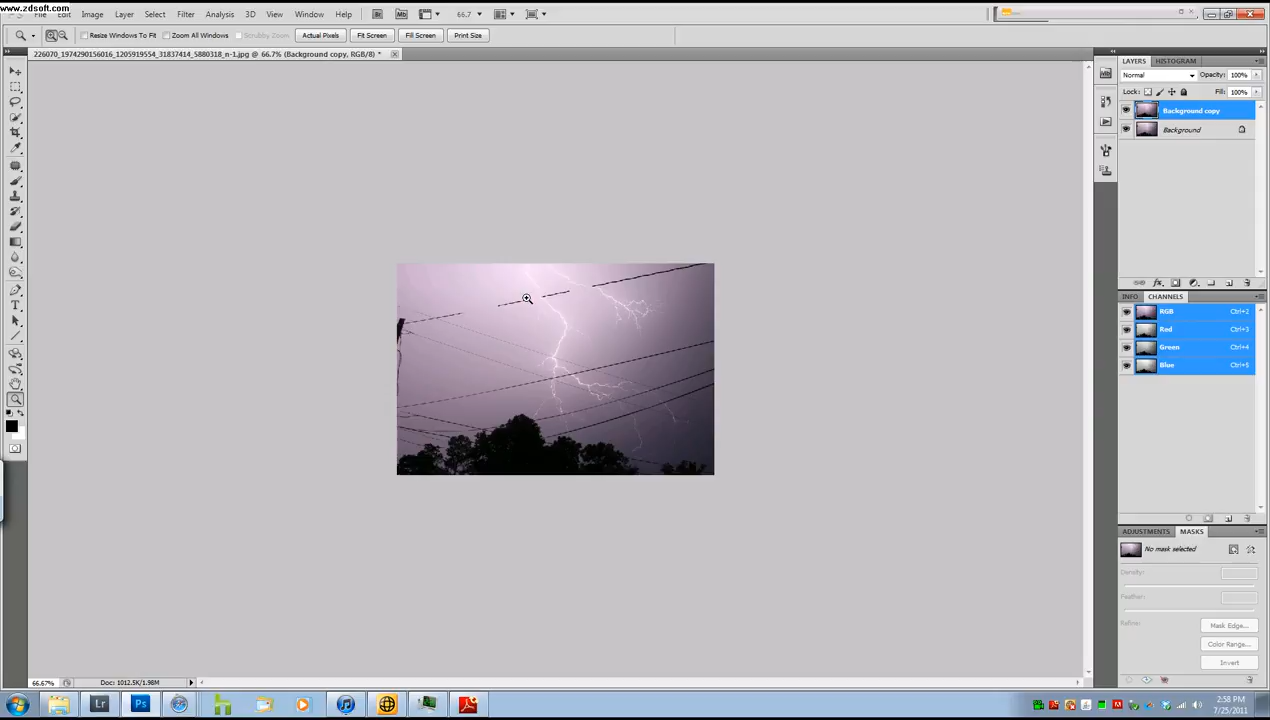 www.zdsoft.com
Edit Image Layer Select Filter Analysis 3D View Window Help 66.7
Resize Windows To Fit Zoom All Windows Scrubby Zoom Actual Pixels Fit Screen Fill Screen Print Size
226070_1974290156016_1205919554_31837414_5880318_n-1.jpg @ 66.7% (Background copy, RGB/8) *
LAYERS HISTOGRAM
Normal Opacity: 100%
Lock: Fill: 100%
Background copy
Background
INFO CHANNELS
RGB Ctrl+2
Red Ctrl+3
Green Ctrl+4
Blue Ctrl+5
ADJUSTMENTS MASKS
No mask selected
Density:
Feather:
Refine: Mask Edge...
Color Range...
Invert
66.67% Doc: 1012.5K/1.98M
Lr Ps
2:58 PM
7/25/2011